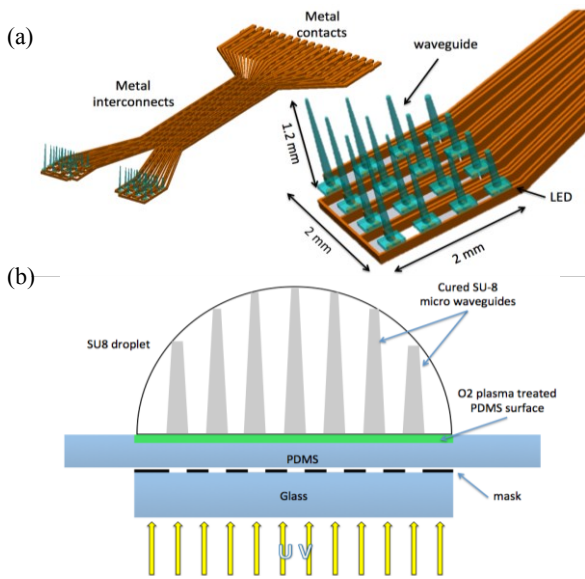 (a)
Metal
contacts
Metal
interconnects
waveguide
1.2 mm
LED
2 mm
2 mm
(b)
Cured SU-8
micro waveguides
SU8 droplet
O2 plasma treated
PDMS surface
PDMS
mask
Glass
UV